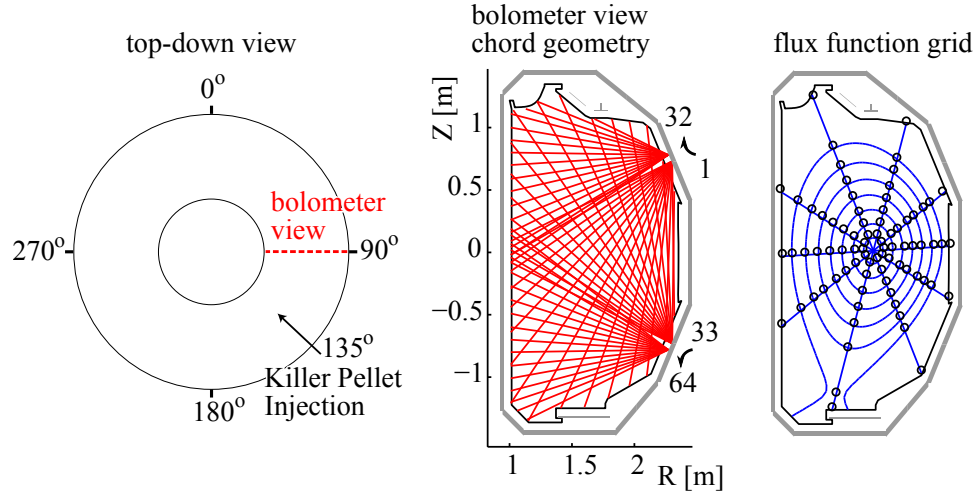 top-down view
0°
270°
bolometer
view
90°
135°
Killer Pellet
Injection
180°
bolometer view
chord geometry
Z [m]
1
0.5
0
−0.5
−1
32
1
33
64
1
1.5
2
R [m]
flux function grid